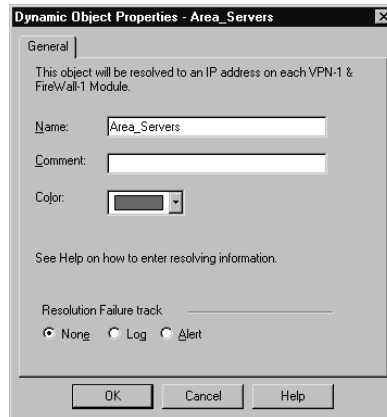 Dynamic Object Properties - Area_Servers
General
This object will be resolved to an IP address on each VPN-1 &
FireWall-1 Module.
Name: Area_Servers
Comment:
Color:
See Help on how to enter resolving information.
Resolution Failure track
None Log Alert
OK Cancel Help